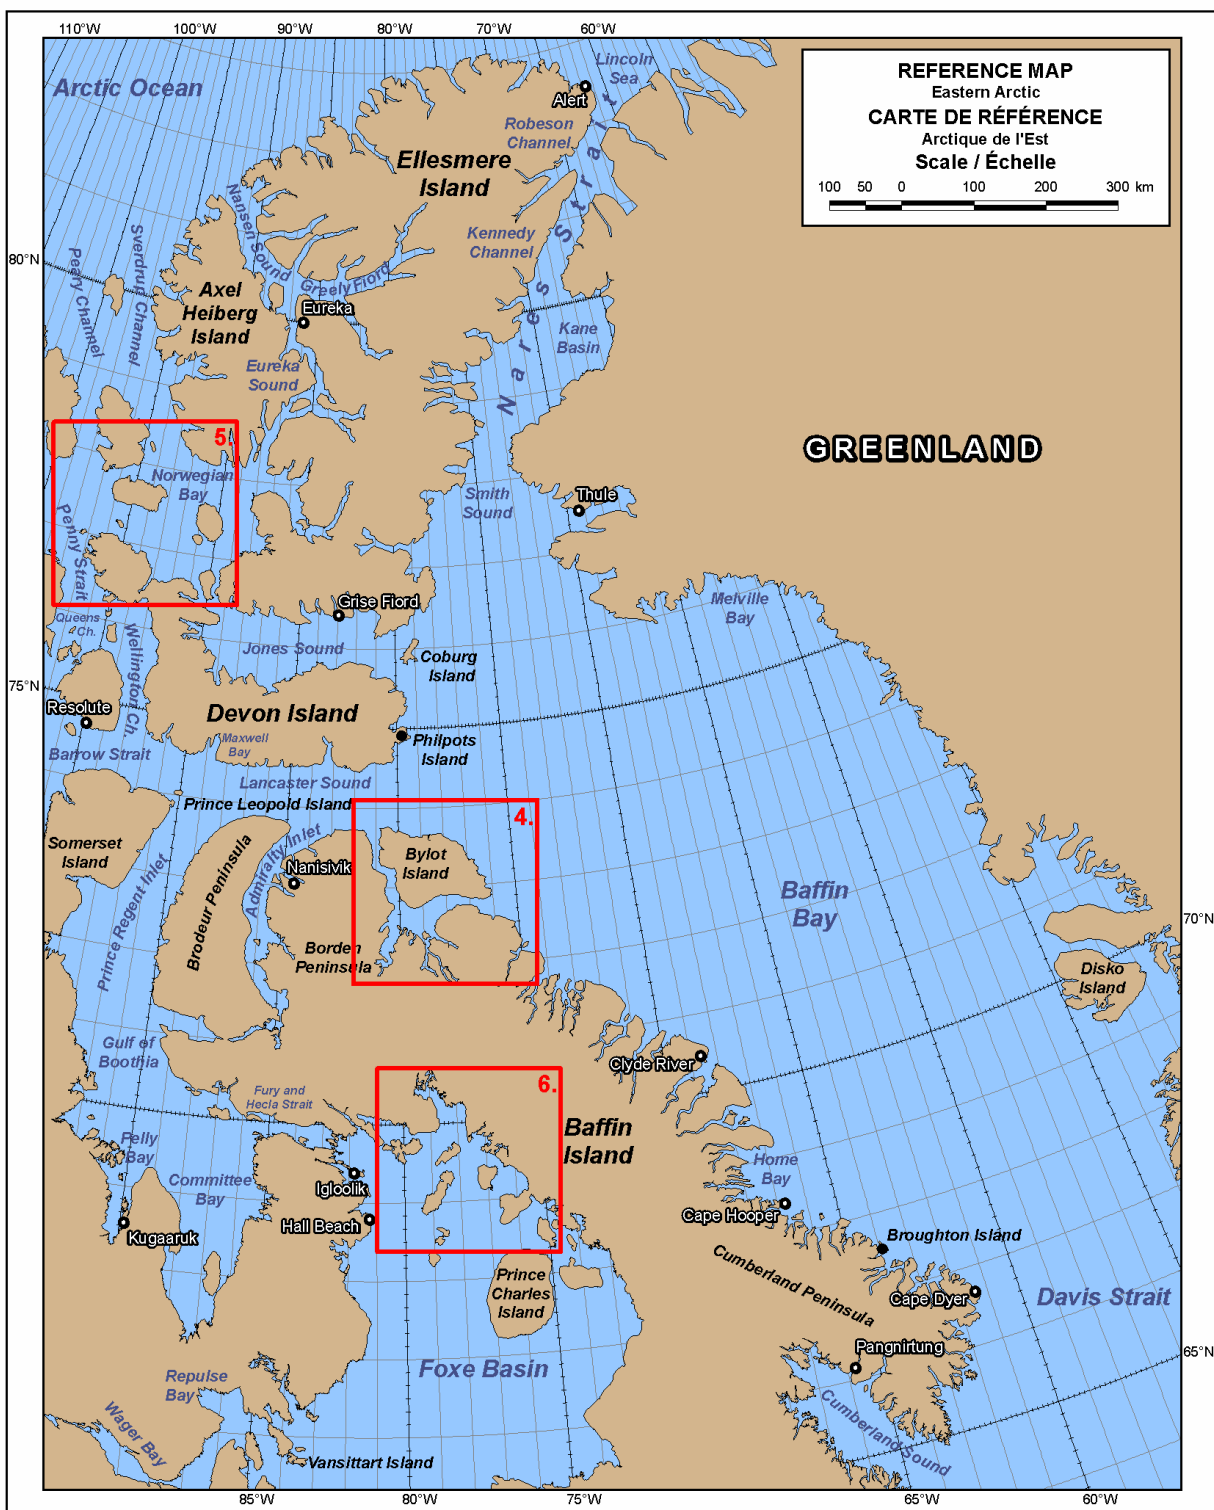 110°W 100°W 90°W 80°W 70°W 60°W
REFERENCE MAP
Eastern Arctic
CARTE DE RÉFÉRENCE
Arctique de l'Est
Scale / Échelle
100 50 0 100 200 300 km
Arctic Ocean
Lincoln
Sea
Alert
Robeson
Channel
Ellesmere
Island
Nares Strait
Nansen Sound
Kennedy
Channel
Sverdrup Channel
Peary Channel
80°N
Greely Fiord
Axel
Heiberg
Island
Eureka
Kane
Basin
Eureka
Sound
GREENLAND
5.
Norwegian
Bay
Smith
Sound
Thule
Penny Strait
Grise Fiord
Melville
Bay
Queens
Ch.
Wellington Ch
Jones Sound
Coburg
Island
75°N
Resolute
Devon Island
Maxwell
Bay
Philpots
Island
Barrow Strait
Lancaster Sound
Prince Leopold Island
4.
Somerset
Island
Admiralty Inlet
Bylot
Island
Nanisivik
Brodeur Peninsula
Prince Regent Inlet
Baffin
Bay
70°N
Borden
Peninsula
Disko
Island
Gulf of
Boothia
Clyde River
6.
Fury and
Hecla Strait
Baffin
Island
Pelly
Bay
Committee
Bay
Home
Bay
Igloolik
Cape Hooper
Hall Beach
Kugaaruk
Broughton Island
Prince
Charles
Island
Cumberland Peninsula
Cape Dyer
Davis Strait
Pangnirtung
65°N
Foxe Basin
Repulse
Bay
Wager Bay
Cumberland Sound
Vansittart Island
85°W 80°W 75°W 65°W 60°W